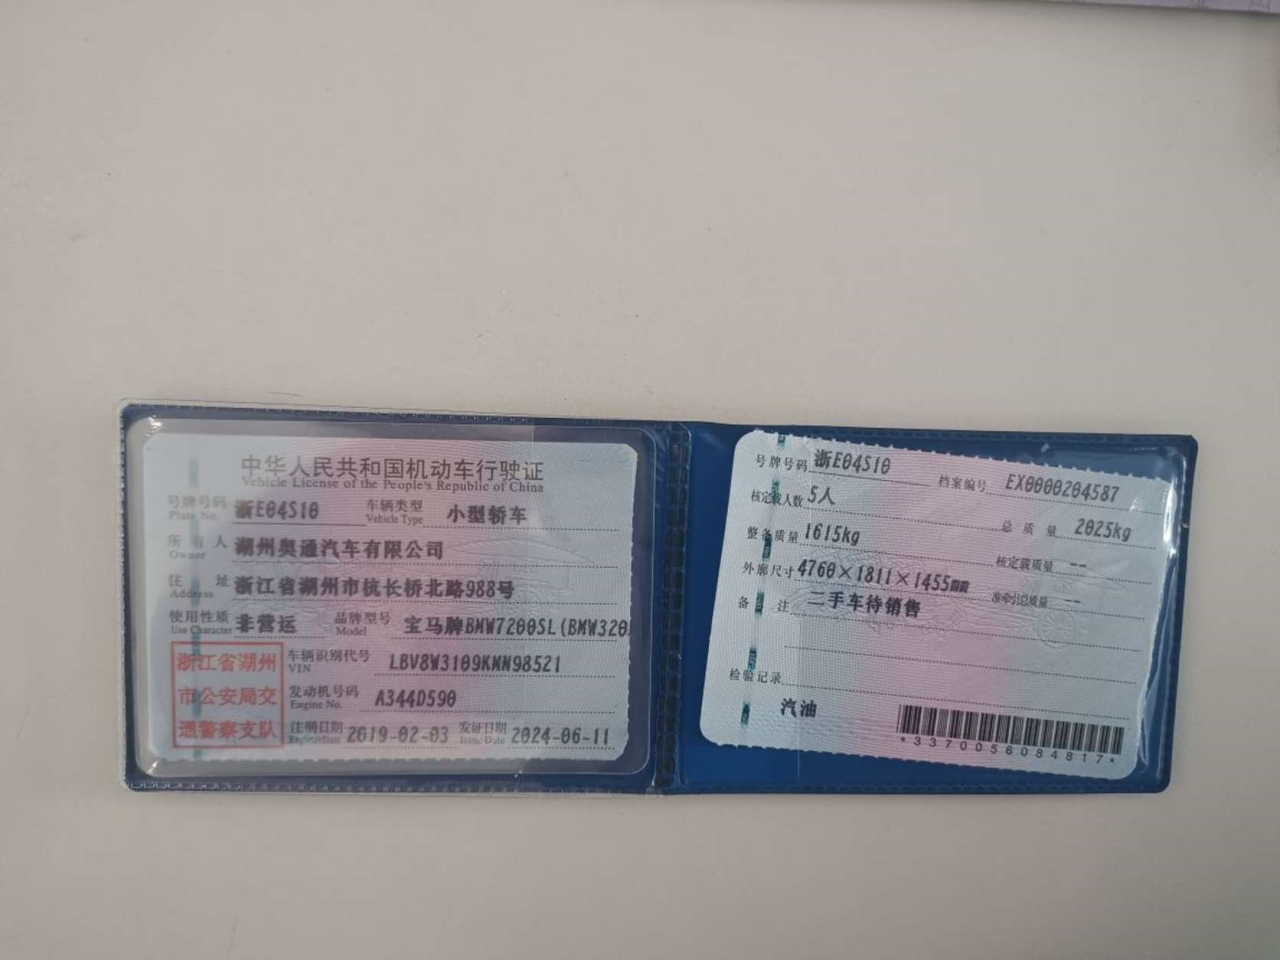 中华人民共和国机动车行驶证
Vehicle License of the People's Republic of China
号牌号码 浙E04S10 车辆类型 小型轿车
Plate No. Vehicle Type
所有人 湖州奥通汽车有限公司
Owner
住址 浙江省湖州市杭长桥北路988号
Address
使用性质 非营运 品牌型号 宝马牌BMW7200SL(BMW320
Use Character Model
浙江省湖州
市公安局交
通警察支队
车辆识别代号 LBV8W3109KMN98521
VIN
发动机号码 A344D590
Engine No.
注册日期 2019-02-03 发证日期 2024-06-11
Register Date Issue Date
号牌号码 浙E04S10 档案编号 EX0000204587
核定载人数 5人 总质量 2025kg
整备质量 1615kg 核定载质量 --
外廓尺寸 4760×1811×1455mm 准牵引总质量 --
备注 二手车待销售
检验记录
汽油
*3370056084817*